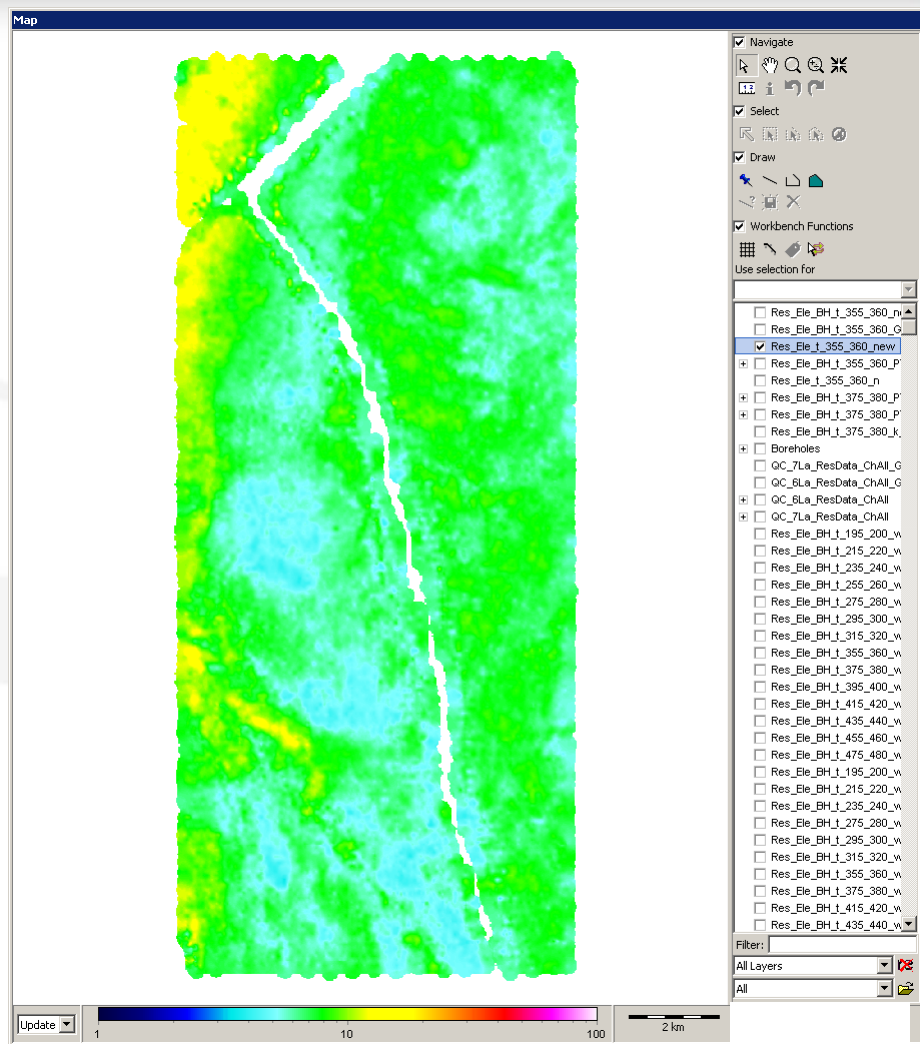 Map
Navigate
Select
Draw
Workbench Functions
Use selection for
Res_Ele_BH_t_355_360_n
Res_Ele_BH_t_355_360_G
Res_Ele_t_355_360_new
Res_Ele_BH_t_355_360_P
Res_Ele_t_355_360_n
Res_Ele_BH_t_375_380_P
Res_Ele_BH_t_375_380_P
Res_Ele_BH_t_375_380_k_
Boreholes
QC_7La_ResData_ChAll_G
QC_6La_ResData_ChAll_G
QC_6La_ResData_ChAll
QC_7La_ResData_ChAll
Res_Ele_BH_t_195_200_w
Res_Ele_BH_t_215_220_w
Res_Ele_BH_t_235_240_w
Res_Ele_BH_t_255_260_w
Res_Ele_BH_t_275_280_w
Res_Ele_BH_t_295_300_w
Res_Ele_BH_t_315_320_w
Res_Ele_BH_t_355_360_w
Res_Ele_BH_t_375_380_w
Res_Ele_BH_t_395_400_w
Res_Ele_BH_t_415_420_w
Res_Ele_BH_t_435_440_w
Res_Ele_BH_t_455_460_w
Res_Ele_BH_t_475_480_w
Res_Ele_BH_t_195_200_w
Res_Ele_BH_t_215_220_w
Res_Ele_BH_t_235_240_w
Res_Ele_BH_t_275_280_w
Res_Ele_BH_t_295_300_w
Res_Ele_BH_t_315_320_w
Res_Ele_BH_t_355_360_w
Res_Ele_BH_t_375_380_w
Res_Ele_BH_t_415_420_w
Res_Ele_BH_t_435_440_w
Filter:
All Layers
All
Update
1 10 100
2 km